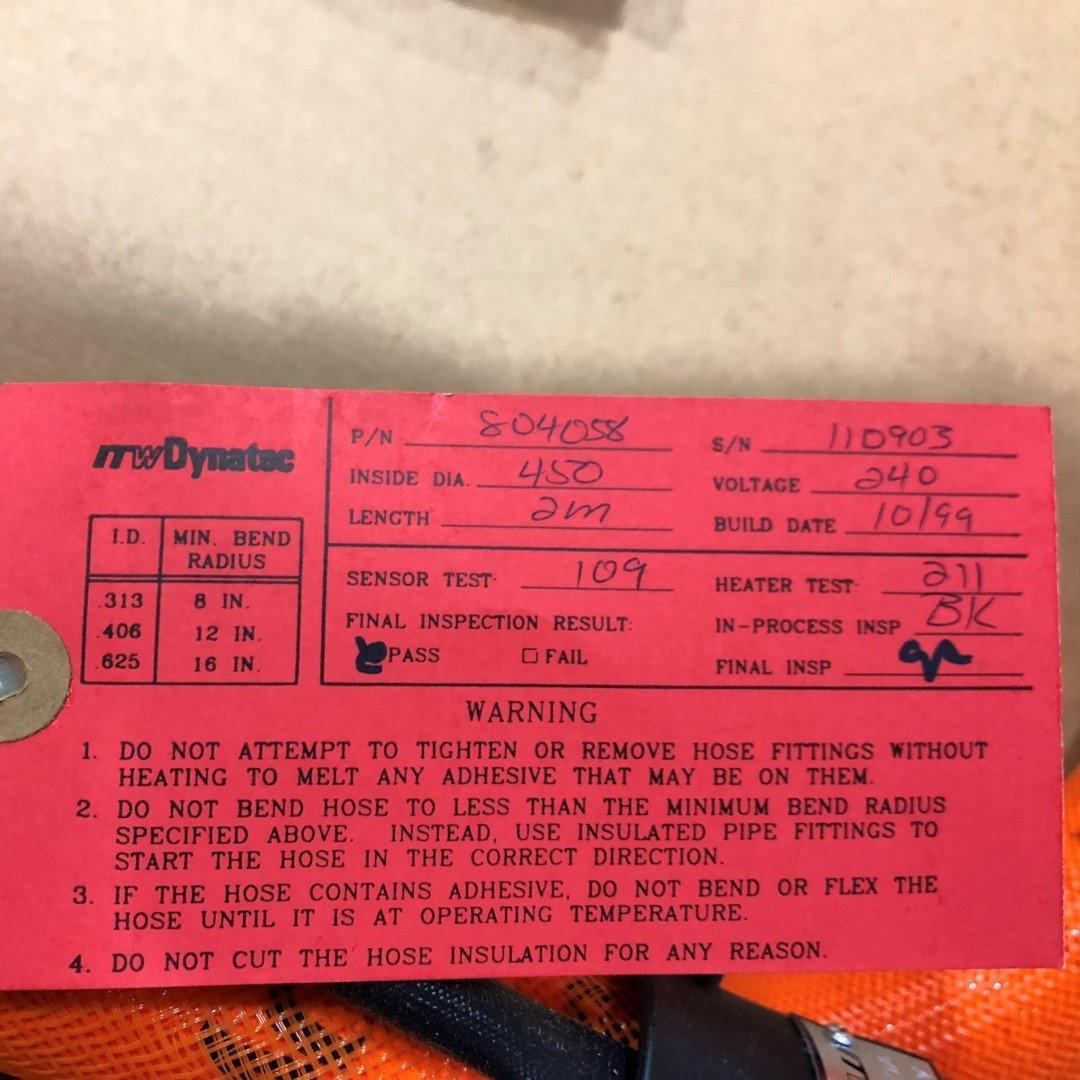 ITWDynatec
I.D. MIN. BEND RADIUS
.313 8 IN.
.406 12 IN.
.625 16 IN.
P/N 804058
INSIDE DIA. 450
LENGTH 2m
S/N 110903
VOLTAGE 240
BUILD DATE 10/99
SENSOR TEST 109
FINAL INSPECTION RESULT:
PASS ☐ FAIL
HEATER TEST 211
IN-PROCESS INSP BK
FINAL INSP
WARNING
1. DO NOT ATTEMPT TO TIGHTEN OR REMOVE HOSE FITTINGS WITHOUT
HEATING TO MELT ANY ADHESIVE THAT MAY BE ON THEM.
2. DO NOT BEND HOSE TO LESS THAN THE MINIMUM BEND RADIUS
SPECIFIED ABOVE. INSTEAD, USE INSULATED PIPE FITTINGS TO
START THE HOSE IN THE CORRECT DIRECTION.
3. IF THE HOSE CONTAINS ADHESIVE, DO NOT BEND OR FLEX THE
HOSE UNTIL IT IS AT OPERATING TEMPERATURE.
4. DO NOT CUT THE HOSE INSULATION FOR ANY REASON.